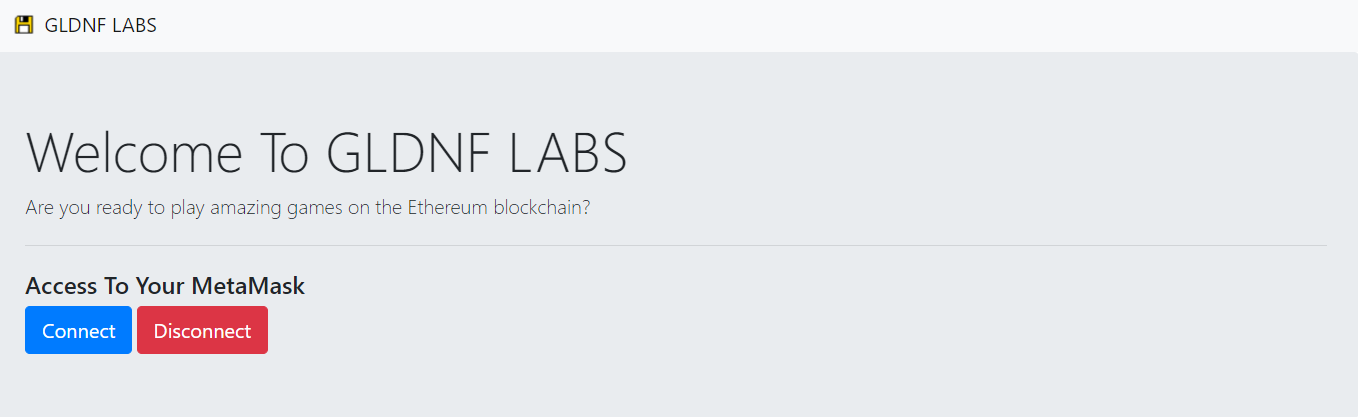 GLDNF LABS
Welcome To GLDNF LABS
Are you ready to play amazing games on the Ethereum blockchain?
Access To Your MetaMask
Connect Disconnect